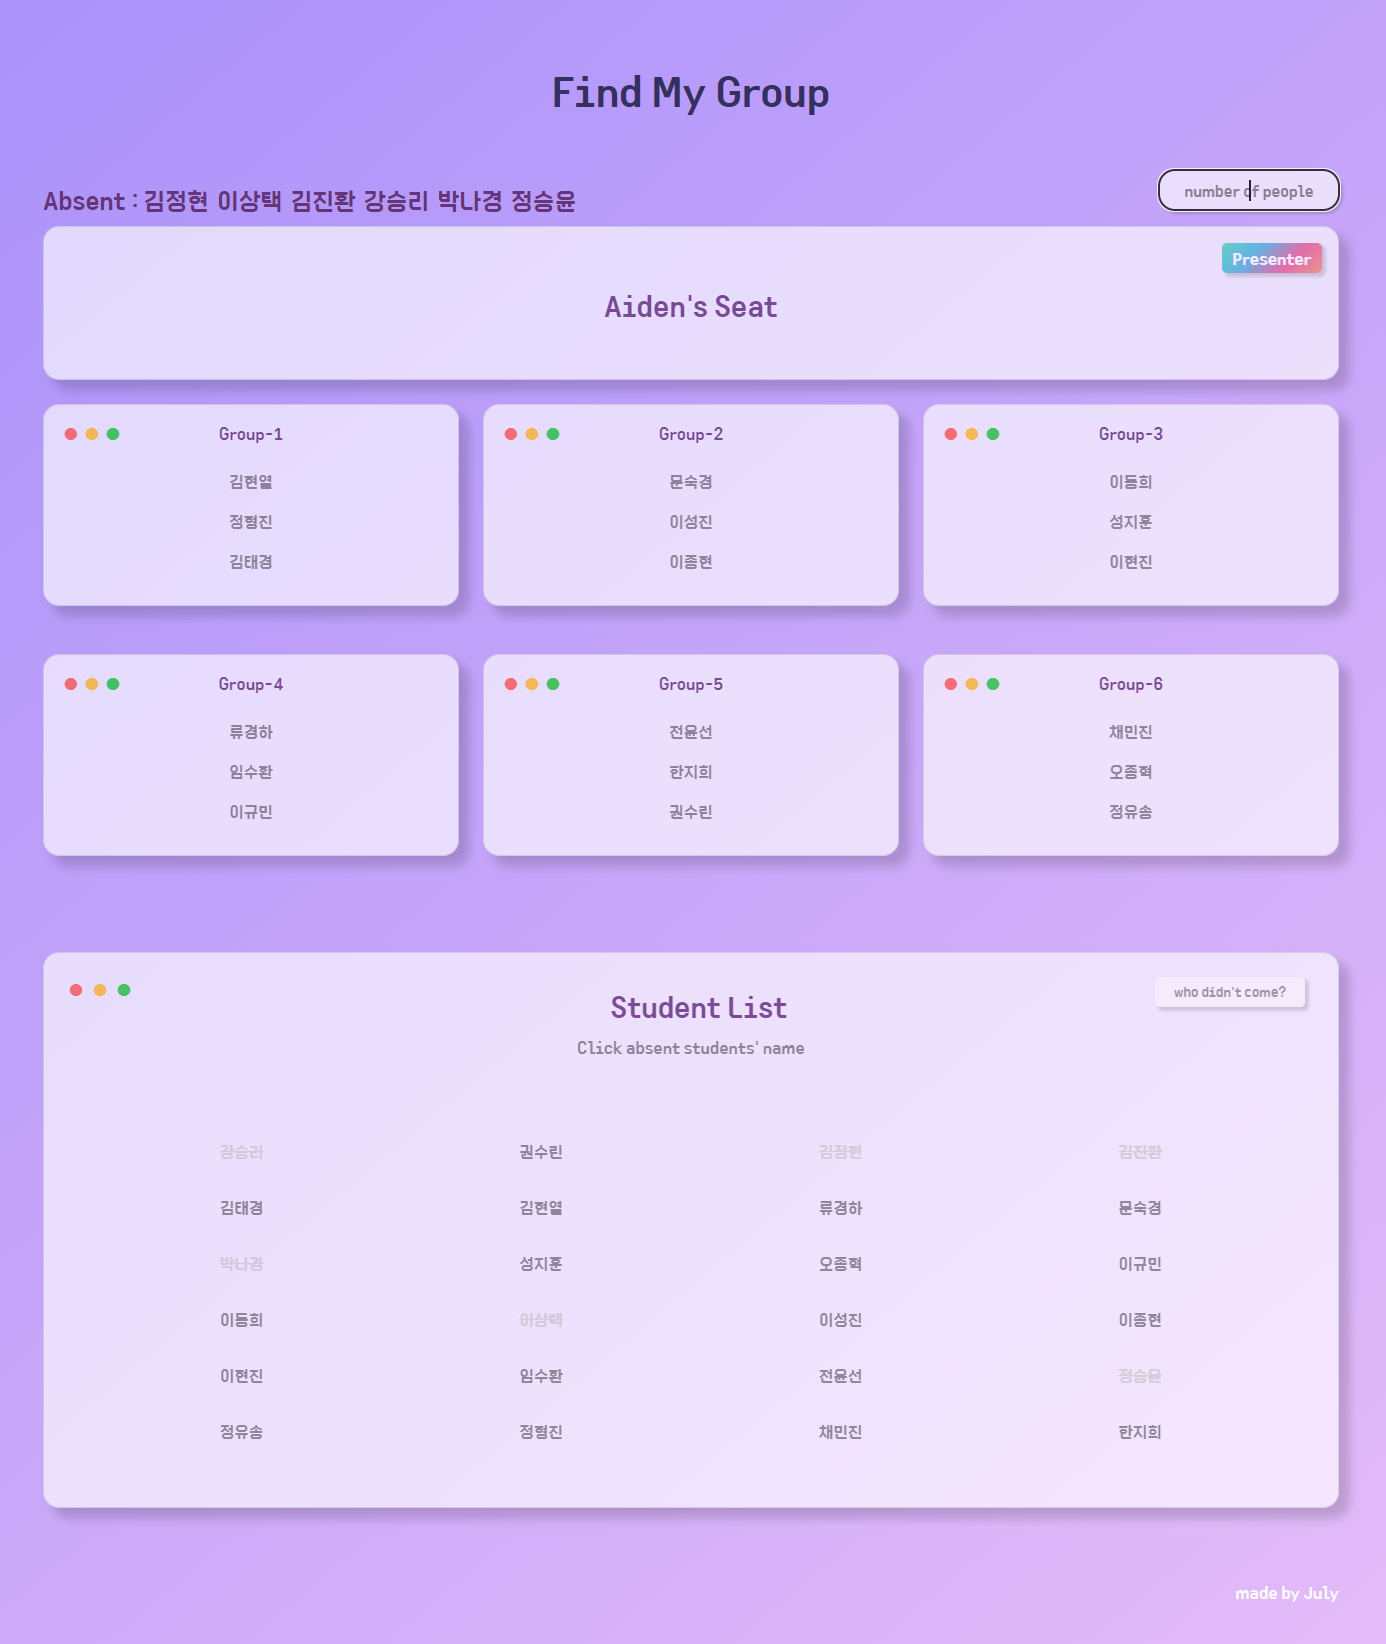 Find My Group
Absent : 김정현 이상택 김진환 강승리 박나경 정승윤
number of people
Presenter
Aiden's Seat
Group-1
김현열
정형진
김태경
Group-2
문숙경
이성진
이종현
Group-3
이동희
성지훈
이현진
Group-4
류경하
임수환
이규민
Group-5
전윤선
한지희
권수린
Group-6
채민진
오종혁
정유송
Student List
who didn't come?
Click absent students' name
강승리 권수린 김정현 김진환
김태경 김현열 류경하 문숙경
박나경 성지훈 오종혁 이규민
이동희 이상택 이성진 이종현
이현진 임수환 전윤선 정승윤
정유송 정형진 채민진 한지희
made by July